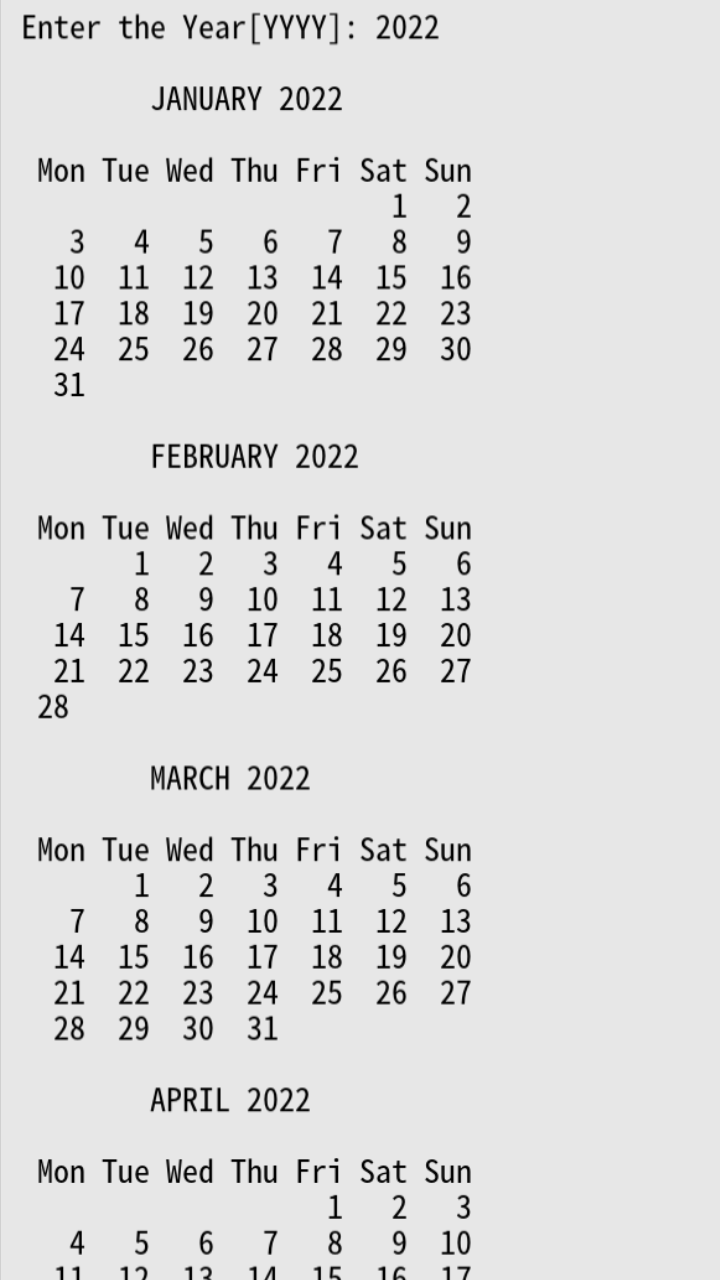 Enter the Year[YYYY]: 2022
JANUARY 2022
Mon Tue Wed Thu Fri Sat Sun
1 2
3 4 5 6 7 8 9
10 11 12 13 14 15 16
17 18 19 20 21 22 23
24 25 26 27 28 29 30
31
FEBRUARY 2022
Mon Tue Wed Thu Fri Sat Sun
1 2 3 4 5 6
7 8 9 10 11 12 13
14 15 16 17 18 19 20
21 22 23 24 25 26 27
28
MARCH 2022
Mon Tue Wed Thu Fri Sat Sun
1 2 3 4 5 6
7 8 9 10 11 12 13
14 15 16 17 18 19 20
21 22 23 24 25 26 27
28 29 30 31
APRIL 2022
Mon Tue Wed Thu Fri Sat Sun
1 2 3
4 5 6 7 8 9 10
11 12 13 14 15 16 17